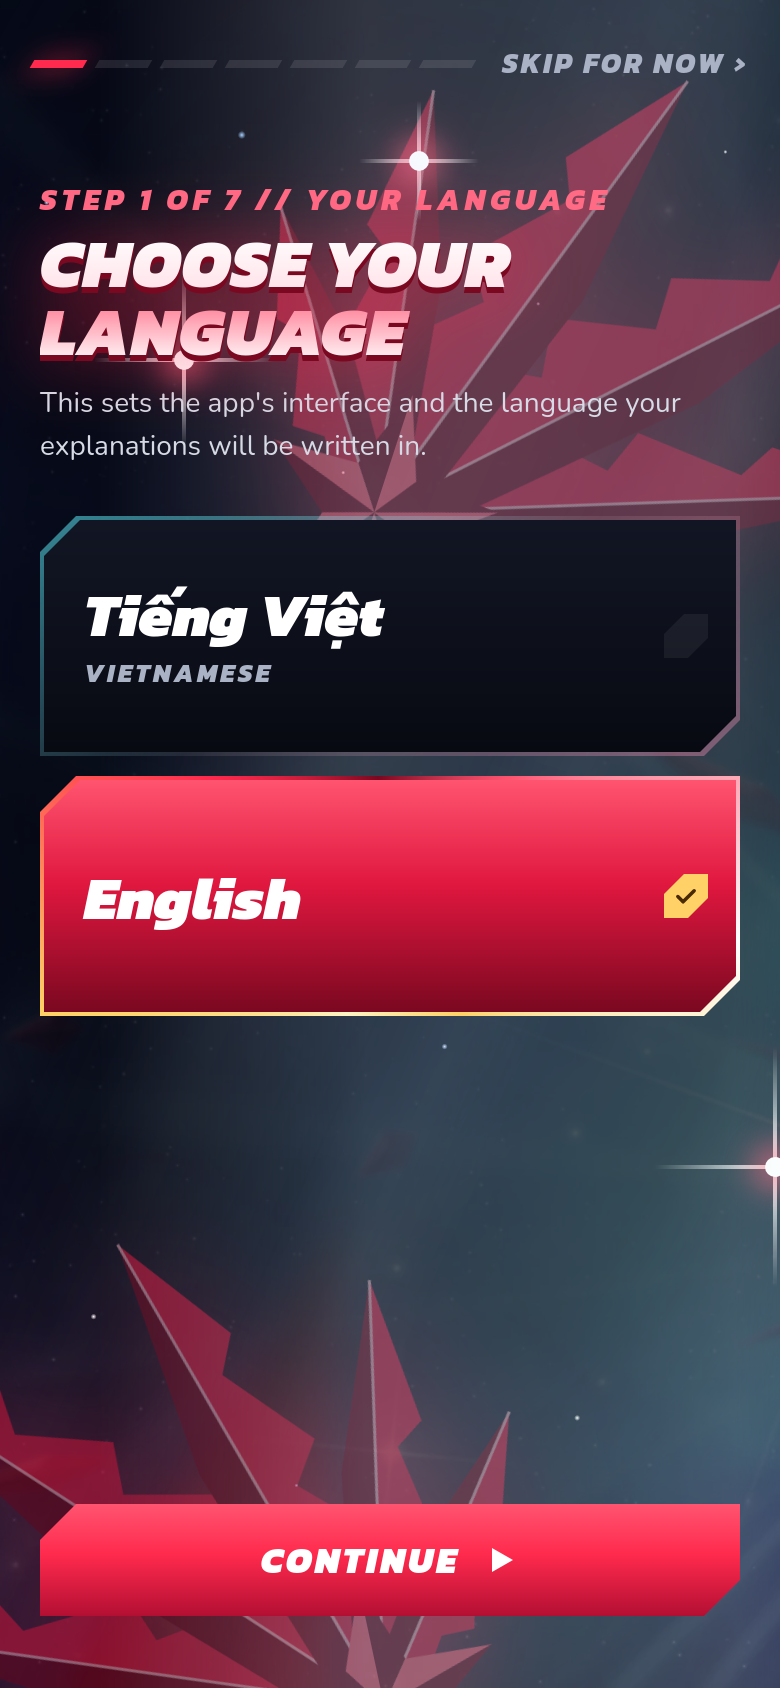 SKIP FOR NOW >
STEP 1 OF 7 // YOUR LANGUAGE
CHOOSE YOUR
LANGUAGE
This sets the app's interface and the language your
explanations will be written in.
Tiếng Việt
VIETNAMESE
English
CONTINUE